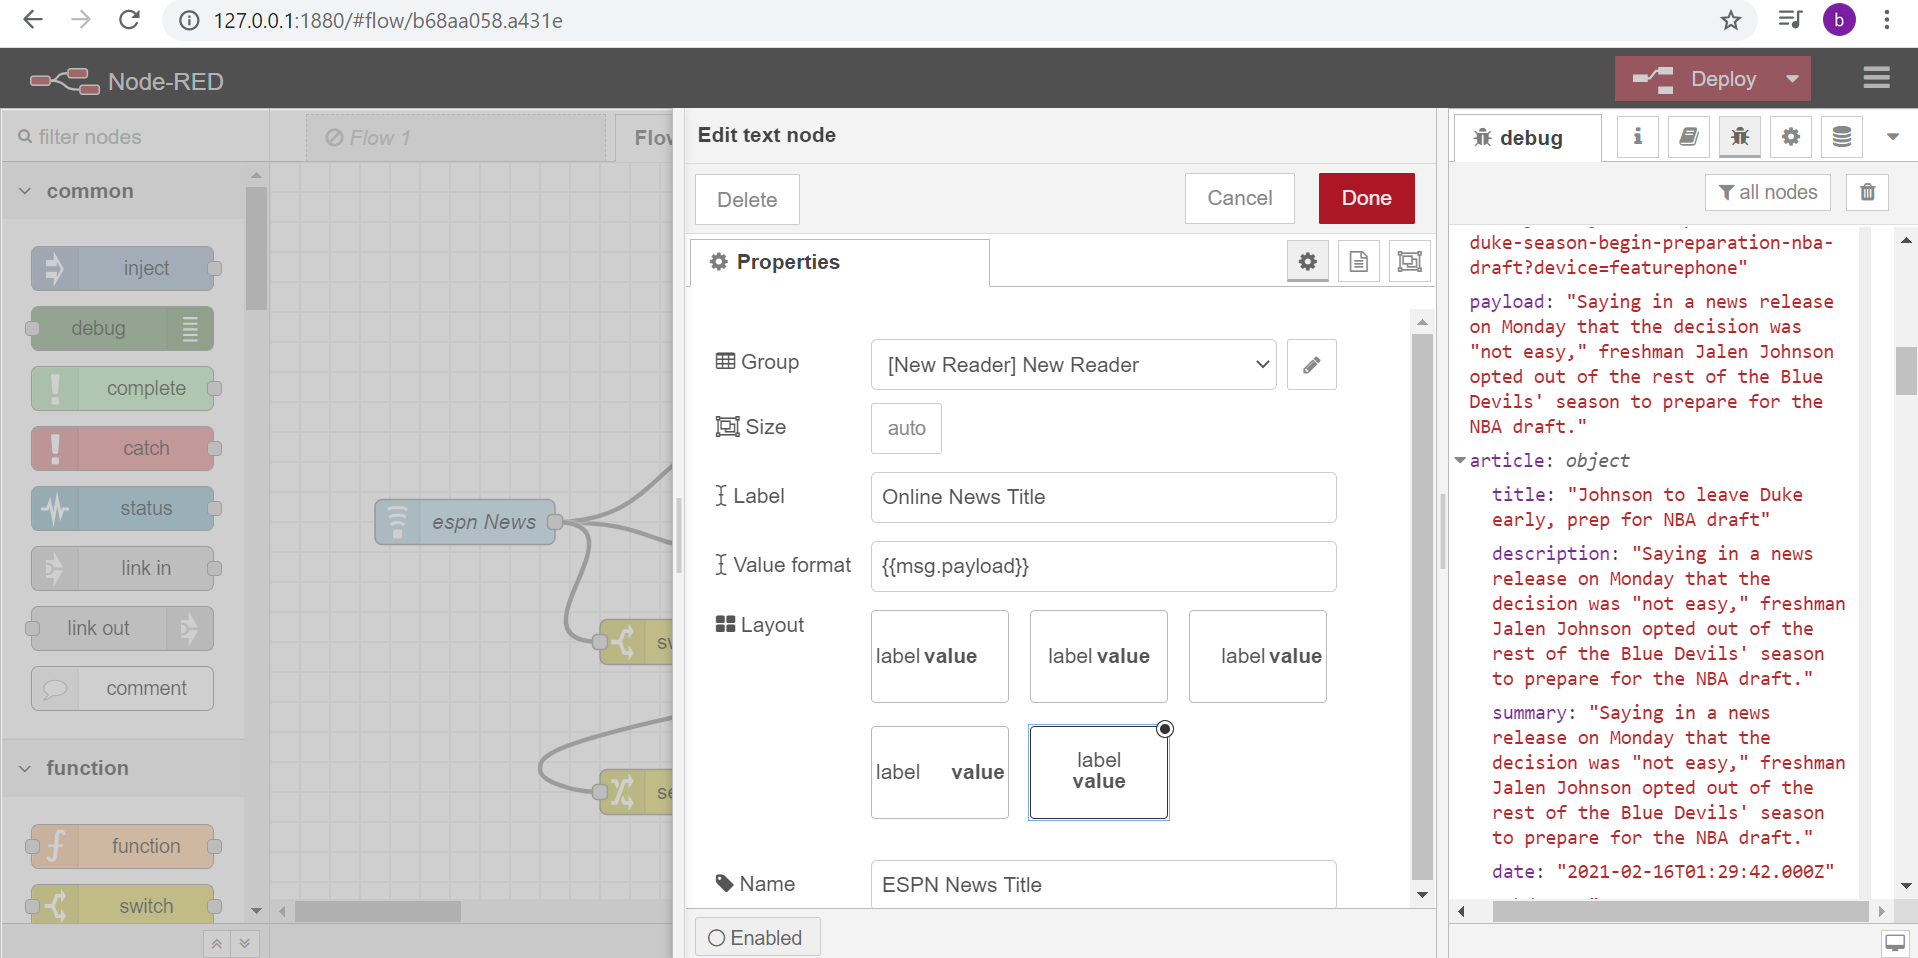 127.0.0.1:1880/#flow/b68aa058.a431e
b
Node-RED
Deploy
filter nodes
common
inject
debug
complete
catch
status
link in
link out
comment
function
function
switch
Flow 1
Flow
espn News
sw
se
Edit text node
Delete
Cancel
Done
Properties
Group
[New Reader] New Reader
Size
auto
Label
Online News Title
Value format
{{msg.payload}}
Layout
label value
label value
label value
label value
label
value
Name
ESPN News Title
Enabled
debug
i
all nodes
duke-season-begin-preparation-nba-
draft?device=featurephone"
payload: "Saying in a news release
on Monday that the decision was
"not easy," freshman Jalen Johnson
opted out of the rest of the Blue
Devils' season to prepare for the
NBA draft."
article: object
title: "Johnson to leave Duke
early, prep for NBA draft"
description: "Saying in a news
release on Monday that the
decision was "not easy," freshman
Jalen Johnson opted out of the
rest of the Blue Devils' season
to prepare for the NBA draft."
summary: "Saying in a news
release on Monday that the
decision was "not easy," freshman
Jalen Johnson opted out of the
rest of the Blue Devils' season
to prepare for the NBA draft."
date: "2021-02-16T01:29:42.000Z"